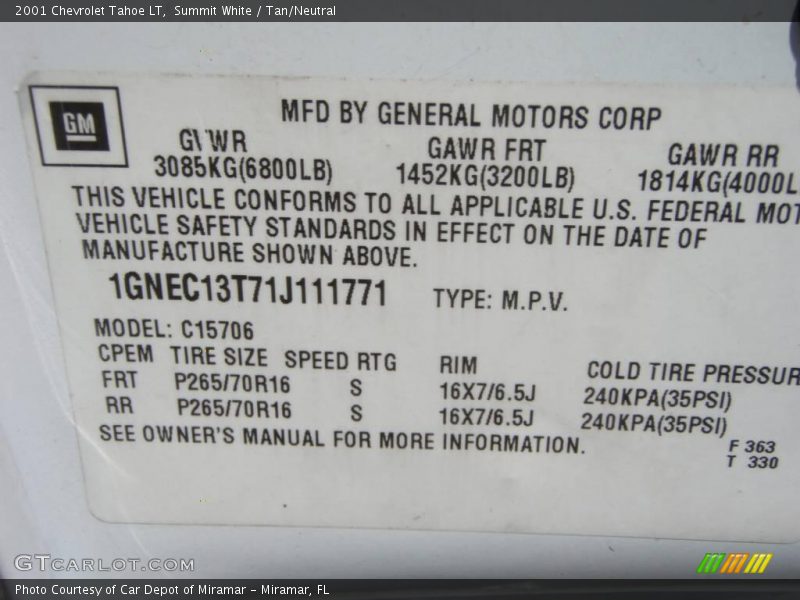 2001 Chevrolet Tahoe LT, Summit White / Tan/Neutral
GM
MFD BY GENERAL MOTORS CORP
GVWR GAWR FRT GAWR RR
3085KG(6800LB) 1452KG(3200LB) 1814KG(4000L
THIS VEHICLE CONFORMS TO ALL APPLICABLE U.S. FEDERAL MOT
VEHICLE SAFETY STANDARDS IN EFFECT ON THE DATE OF
MANUFACTURE SHOWN ABOVE.
1GNEC13T71J111771 TYPE: M.P.V.
MODEL: C15706
CPEM TIRE SIZE SPEED RTG RIM COLD TIRE PRESSUR
FRT P265/70R16 S 16X7/6.5J 240KPA(35PSI)
RR P265/70R16 S 16X7/6.5J 240KPA(35PSI)
SEE OWNER'S MANUAL FOR MORE INFORMATION.
F 363
T 330
GTCarLot.com
Photo Courtesy of Car Depot of Miramar - Miramar, FL